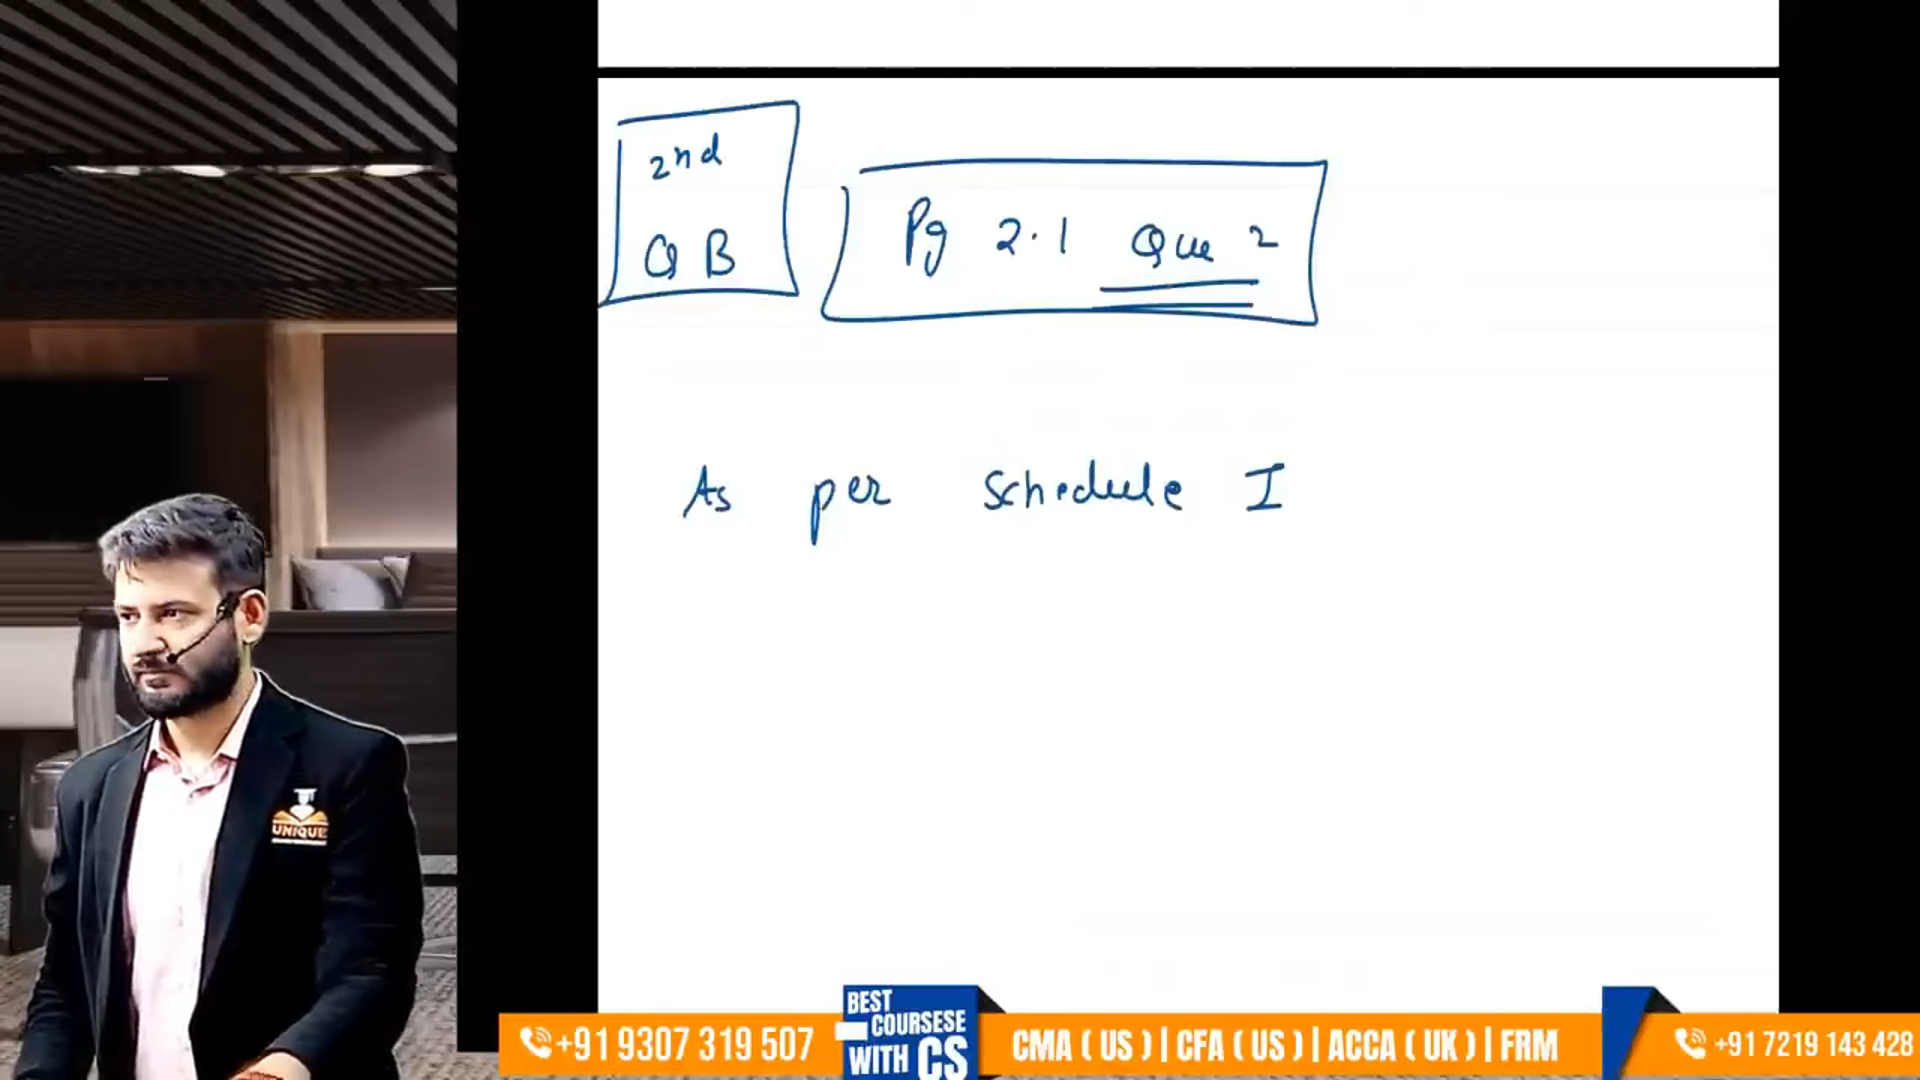 2nd
QB
Pg 2.1 Que 2
As per Schedule I
UNIQUE
+91 9307 319 507
BEST
COURSESE
WITH CS
CMA ( US ) | CFA ( US ) | ACCA ( UK ) | FRM
+91 7219 143 428